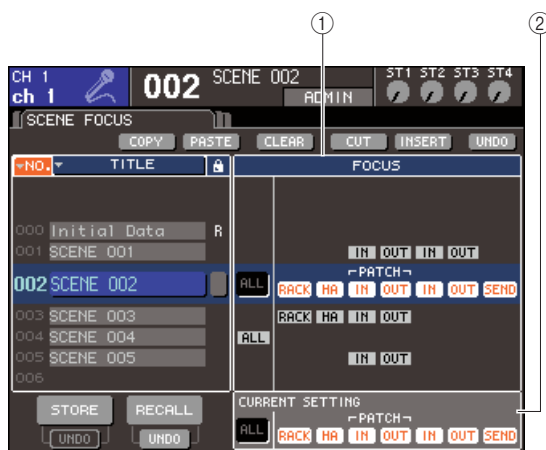 ① ②
CH 1 002 SCENE 002 ST1 ST2 ST3 ST4
ch 1 ADMIN
SCENE FOCUS
COPY PASTE CLEAR CUT INSERT UNDO
NO. TITLE FOCUS
000 Initial Data R
001 SCENE 001 IN OUT IN OUT
PATCH
002 SCENE 002 ALL RACK HA IN OUT IN OUT SEND
003 SCENE 003 RACK HA IN OUT
004 SCENE 004 ALL
005 SCENE 005 IN OUT
006
STORE RECALL CURRENT SETTING
PATCH
UNDO UNDO ALL RACK HA IN OUT IN OUT SEND